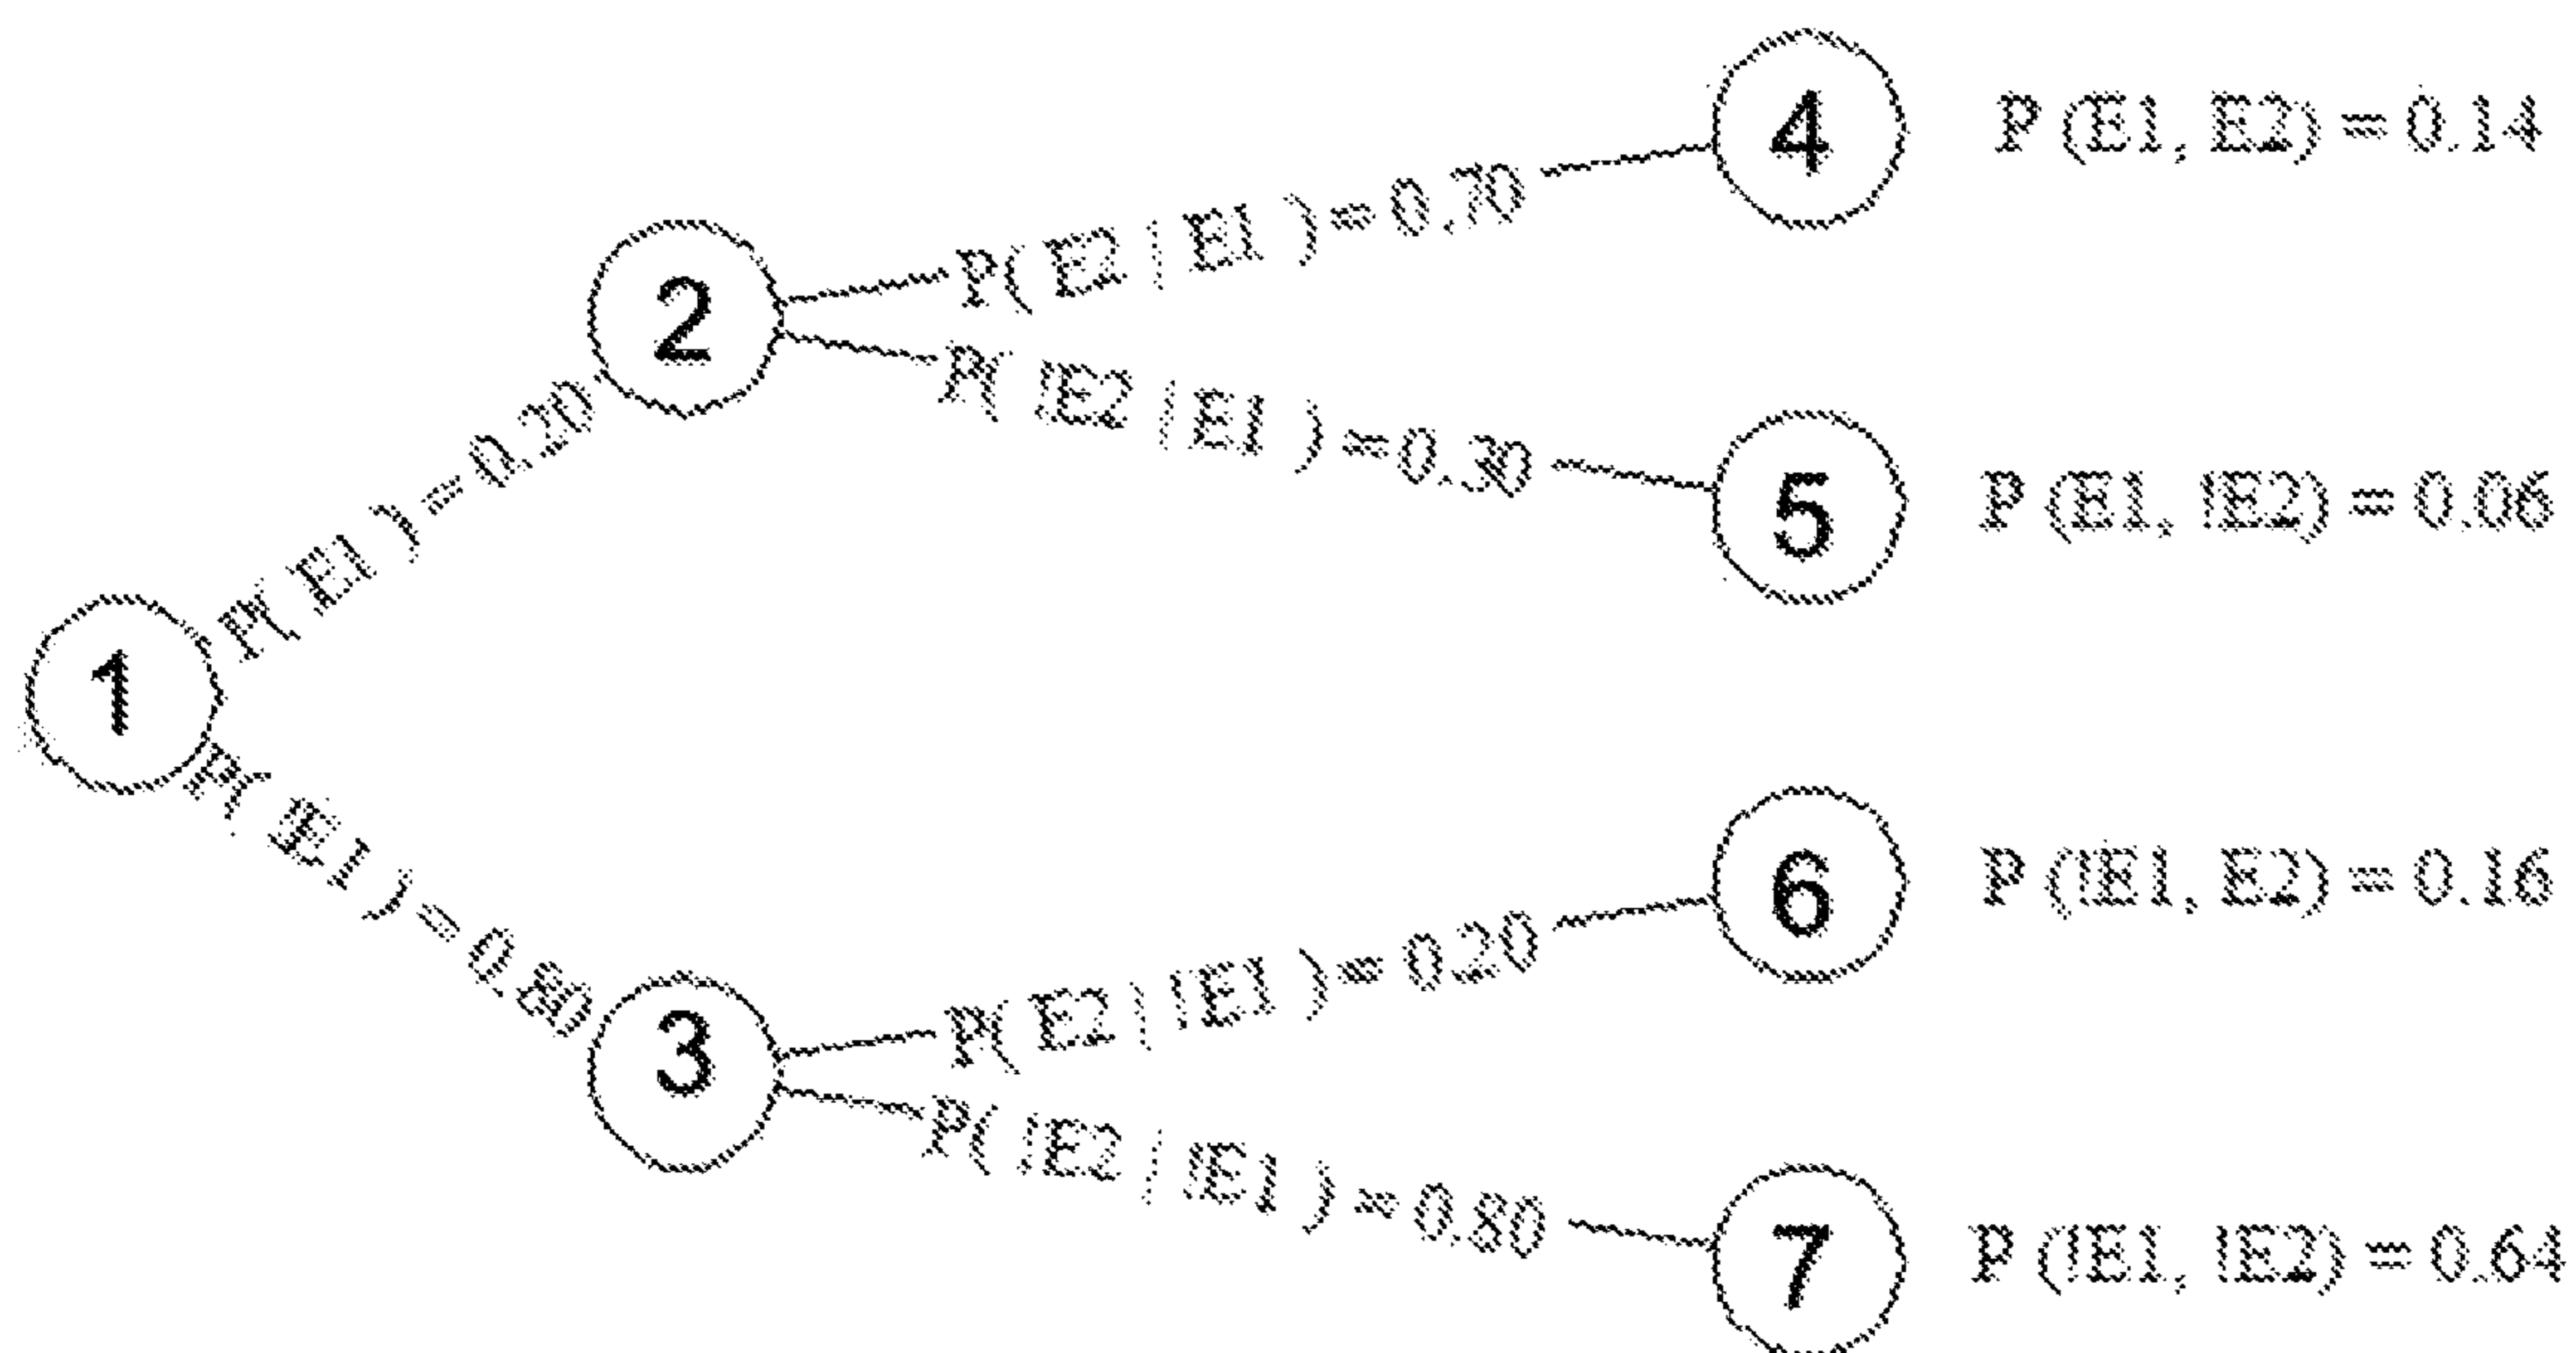 4
P (E1, E2) = 0.14
P( E2 | E1 ) = 0.70
2
P( !E2 | E1 ) = 0.30
5
P (E1, !E2) = 0.06
P( E1 ) = 0.20
1
P( !E1 ) = 0.80
6
P (!E1, E2) = 0.16
P( E2 | !E1 ) = 0.20
3
P( !E2 | !E1 ) = 0.80
7
P (!E1, !E2) = 0.64